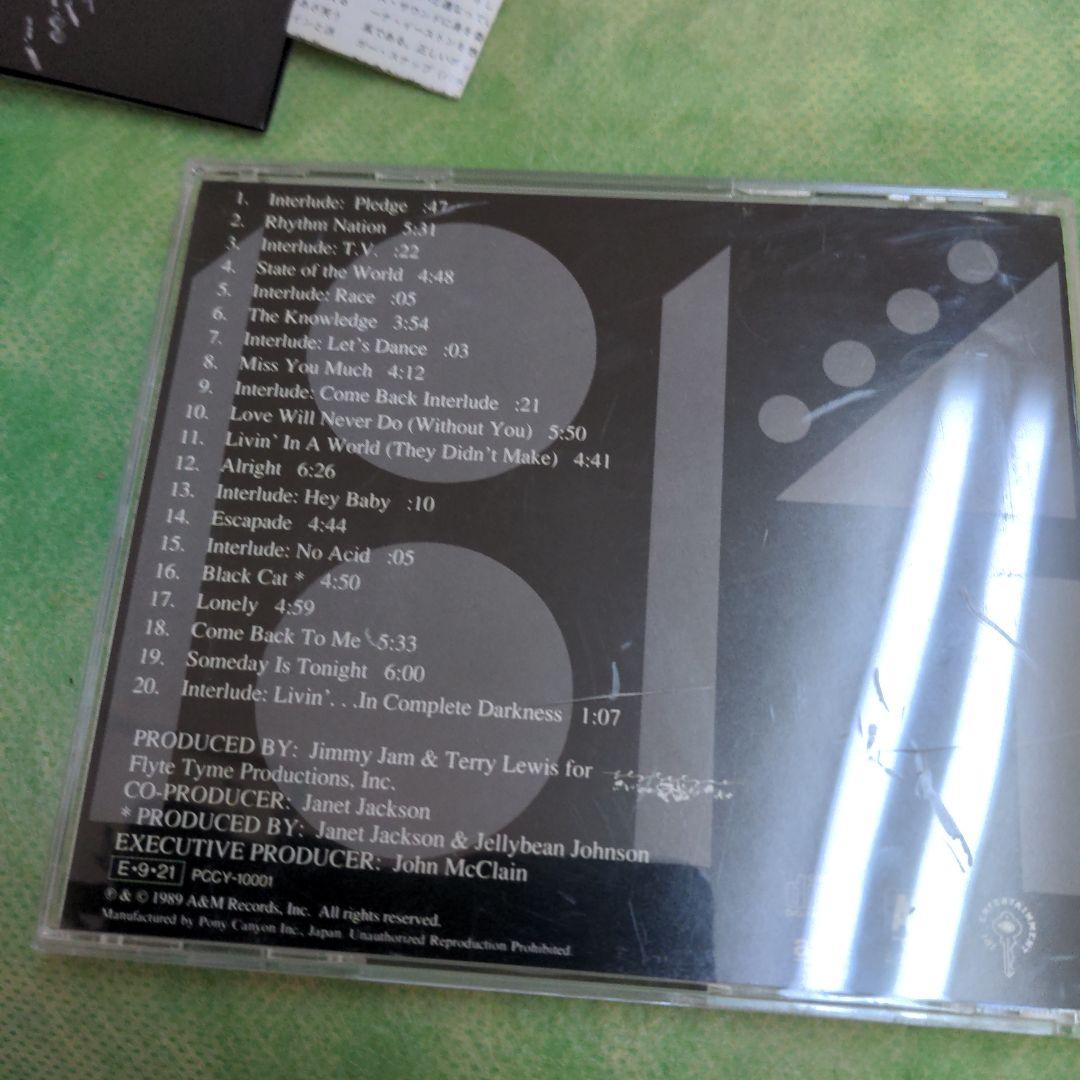 1. Interlude: Pledge :47
2. Rhythm Nation 5:31
3. Interlude: T.V. :22
4. State of the World 4:48
5. Interlude: Race :05
6. The Knowledge 3:54
7. Interlude: Let's Dance :03
8. Miss You Much 4:12
9. Interlude: Come Back Interlude :21
10. Love Will Never Do (Without You) 5:50
11. Livin' In A World (They Didn't Make) 4:41
12. Alright 6:26
13. Interlude: Hey Baby :10
14. Escapade 4:44
15. Interlude: No Acid :05
16. Black Cat * 4:50
17. Lonely 4:59
18. Come Back To Me 5:33
19. Someday Is Tonight 6:00
20. Interlude: Livin'. . .In Complete Darkness 1:07
PRODUCED BY: Jimmy Jam & Terry Lewis for
Flyte Tyme Productions, Inc.
CO-PRODUCER: Janet Jackson
* PRODUCED BY: Janet Jackson & Jellybean Johnson
EXECUTIVE PRODUCER: John McClain
E•9•21 PCCY-10001
℗ & © 1989 A&M Records, Inc. All rights reserved.
Manufactured by Pony Canyon Inc., Japan. Unauthorized Reproduction Prohibited.
1814